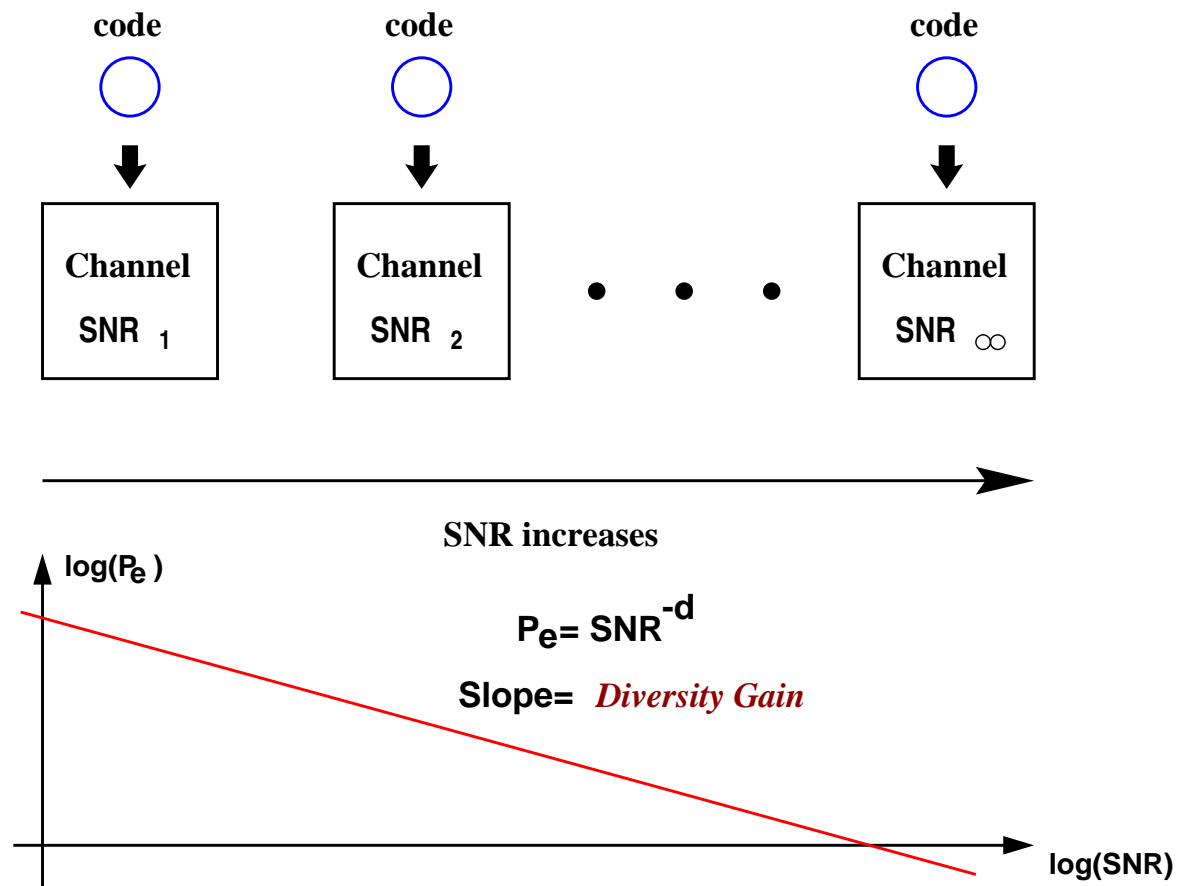 code code code
Channel Channel Channel
SNR 1 SNR 2 SNR ∞
SNR increases
log(Pe )
Pe= SNR-d
Slope= Diversity Gain
log(SNR)